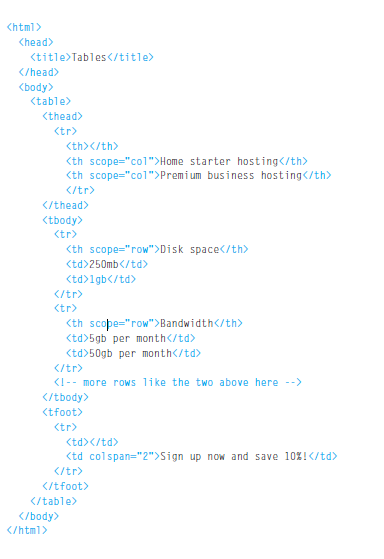 <html>
<head>
<title>Tables</title>
</head>
<body>
<table>
<thead>
<tr>
<th></th>
<th scope="col">Home starter hosting</th>
<th scope="col">Premium business hosting</th>
</tr>
</thead>
<tbody>
<tr>
<th scope="row">Disk space</th>
<td>250mb</td>
<td>1gb</td>
</tr>
<tr>
<th scope="row">Bandwidth</th>
<td>5gb per month</td>
<td>50gb per month</td>
</tr>
<!-- more rows like the two above here -->
</tbody>
<tfoot>
<tr>
<td></td>
<td colspan="2">Sign up now and save 10%!</td>
</tr>
</tfoot>
</table>
</body>
</html>